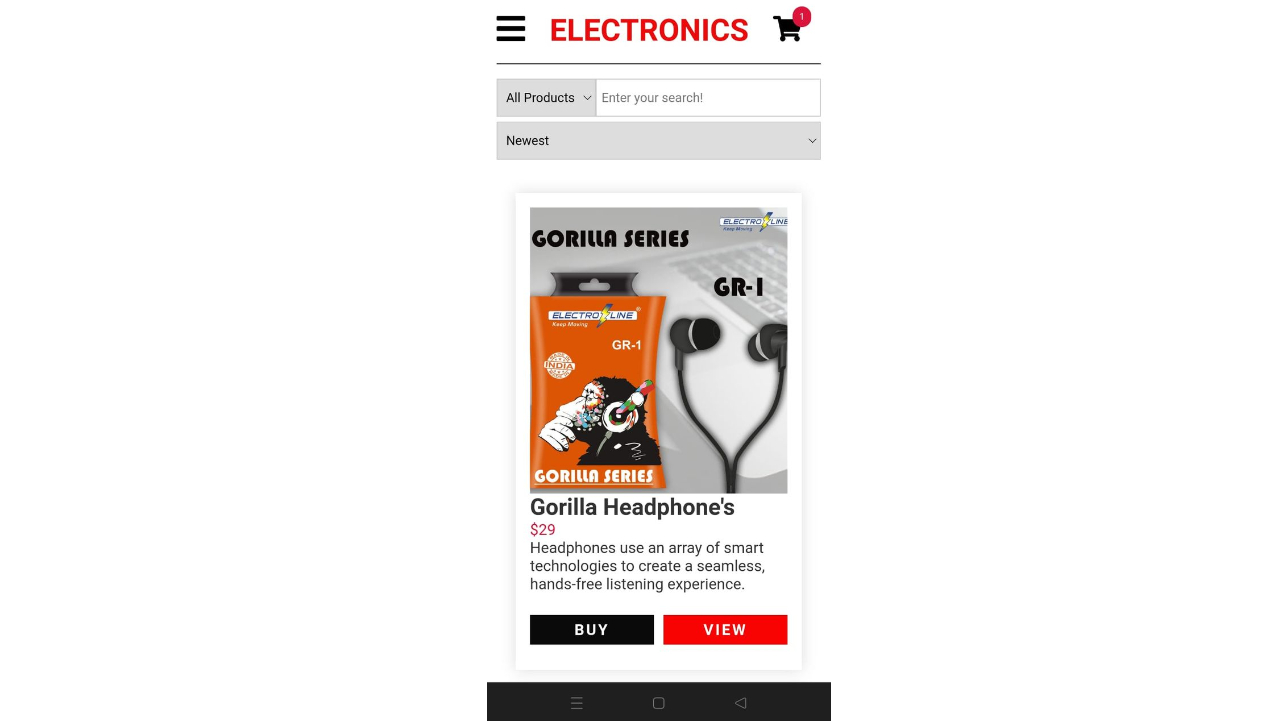 ELECTRONICS
1
All Products
Enter your search!
Newest
ELECTRO LINE
Keep Moving
GORILLA SERIES
GR-1
ELECTRO LINE
Keep Moving
GR-1
INDIA
GORILLA SERIES
Gorilla Headphone's
$29
Headphones use an array of smart
technologies to create a seamless,
hands-free listening experience.
BUY
VIEW